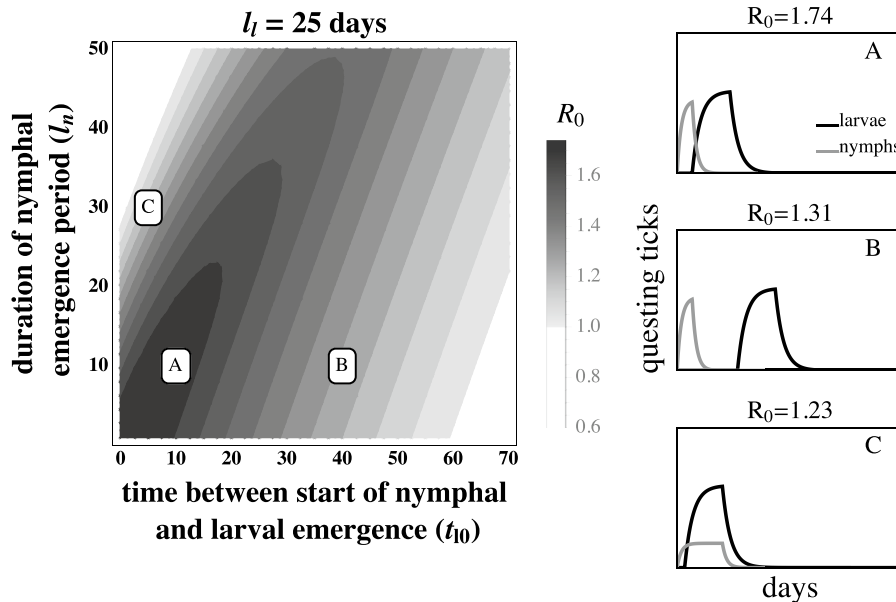 l_l = 25 days
duration of nymphal
emergence period (l_n)
50
40
30
20
10
0 10 20 30 40 50 60 70
C
A
B
time between start of nymphal
and larval emergence (t_l0)
R_0
1.6
1.4
1.2
1.0
0.8
0.6
questing ticks
R_0=1.74
A
larvae
nymphs
R_0=1.31
B
R_0=1.23
C
days